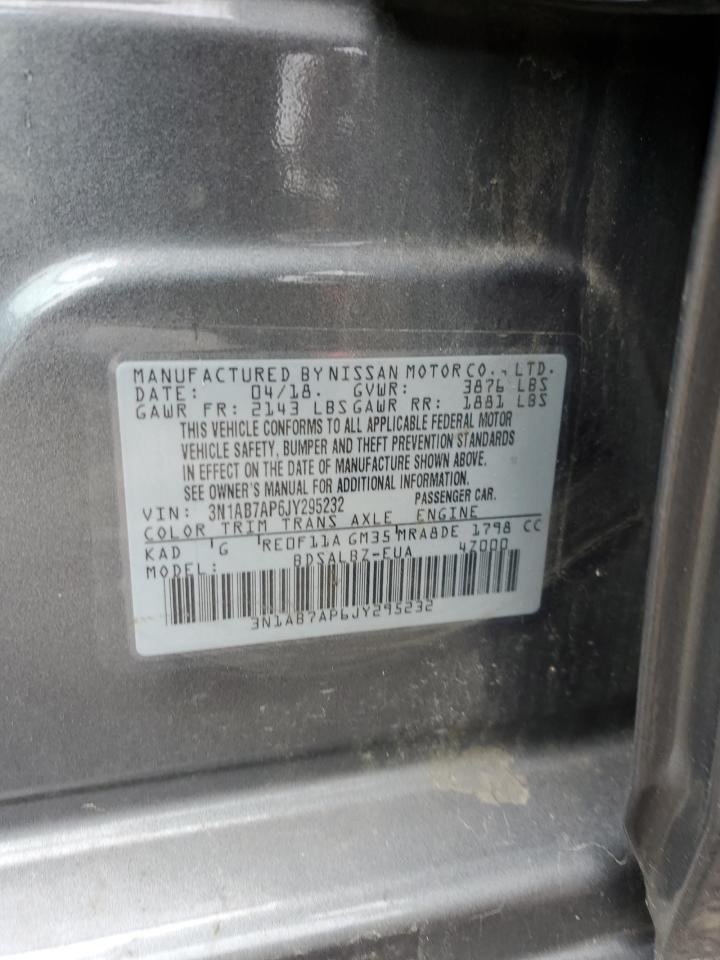 MANUFACTURED BY NISSAN MOTOR CO., LTD.
DATE: 04/18. GVWR: 3876 LBS
GAWR FR: 2143 LBS GAWR RR: 1881 LBS
THIS VEHICLE CONFORMS TO ALL APPLICABLE FEDERAL MOTOR
VEHICLE SAFETY, BUMPER AND THEFT PREVENTION STANDARDS
IN EFFECT ON THE DATE OF MANUFACTURE SHOWN ABOVE.
SEE OWNER'S MANUAL FOR ADDITIONAL INFORMATION.
VIN: 3N1AB7AP6JY295232 PASSENGER CAR.
COLOR TRIM TRANS AXLE ENGINE
KAD G RE0F11A GM35 MRA8DE 1798 CC
MODEL: BDSALBZ-EUA 4Z000
3N1AB7AP6JY295232